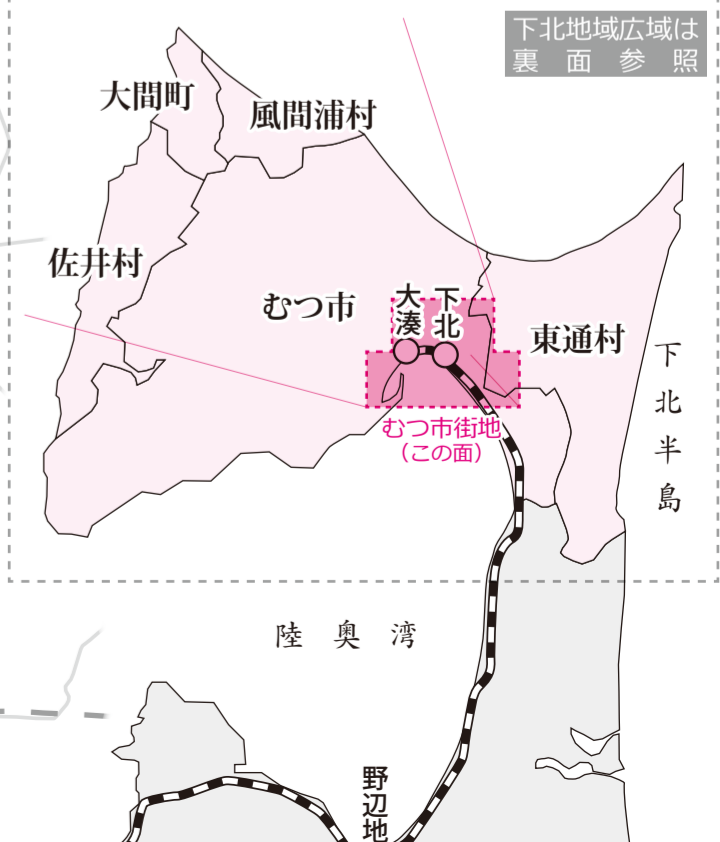 下北地域広域は
裏面参照
大間町
風間浦村
佐井村
むつ市
大湊
下北
東通村
下北半島
むつ市街地
（この面）
陸奥湾
野辺地